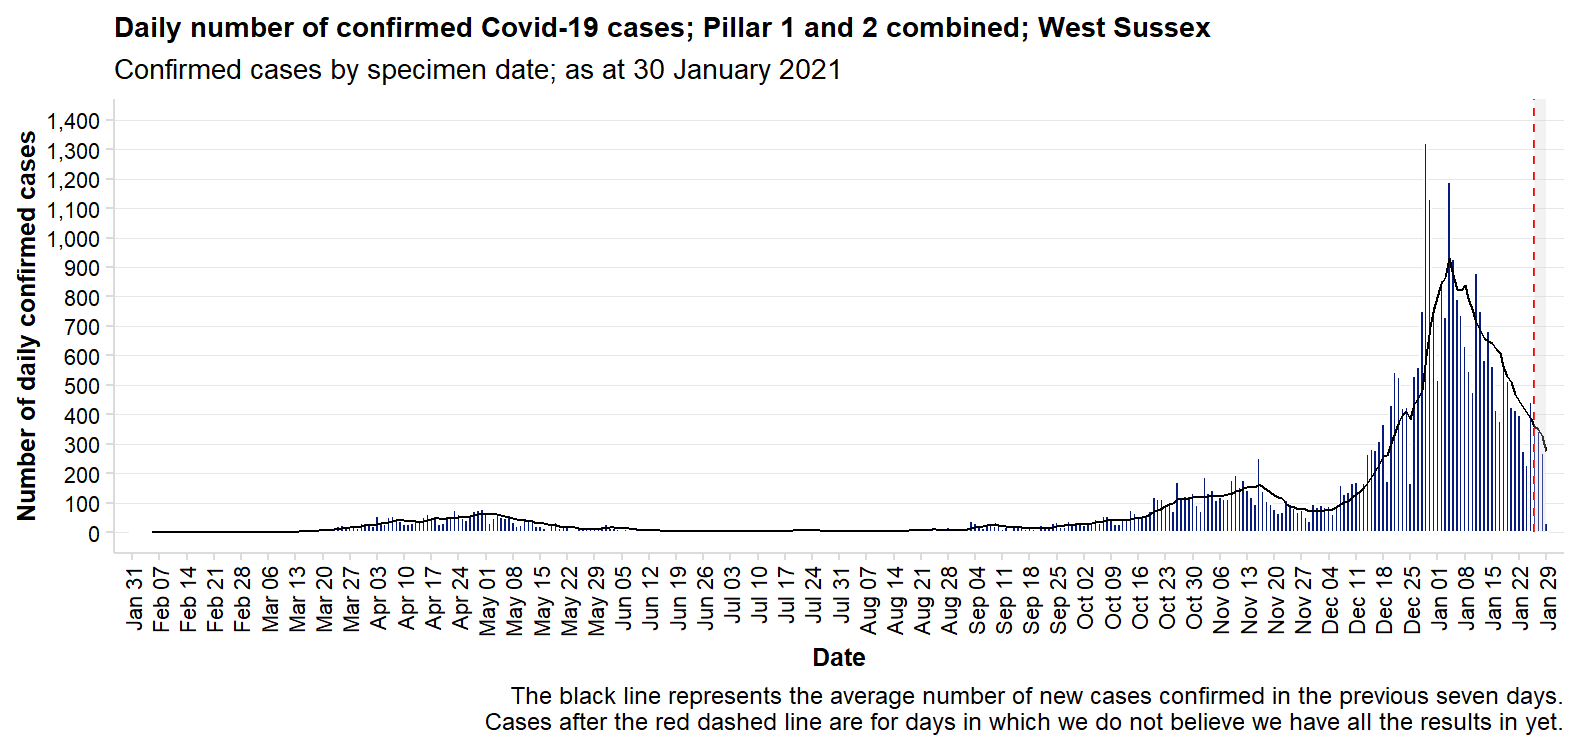 Daily number of confirmed Covid-19 cases; Pillar 1 and 2 combined; West Sussex
Confirmed cases by specimen date; as at 30 January 2021
Number of daily confirmed cases
1,400
1,300
1,200
1,100
1,000
900
800
700
600
500
400
300
200
100
0
Jan 31
Feb 07
Feb 14
Feb 21
Feb 28
Mar 06
Mar 13
Mar 20
Mar 27
Apr 03
Apr 10
Apr 17
Apr 24
May 01
May 08
May 15
May 22
May 29
Jun 05
Jun 12
Jun 19
Jun 26
Jul 03
Jul 10
Jul 17
Jul 24
Jul 31
Aug 07
Aug 14
Aug 21
Aug 28
Sep 04
Sep 11
Sep 18
Sep 25
Oct 02
Oct 09
Oct 16
Oct 23
Oct 30
Nov 06
Nov 13
Nov 20
Nov 27
Dec 04
Dec 11
Dec 18
Dec 25
Jan 01
Jan 08
Jan 15
Jan 22
Jan 29
Date
The black line represents the average number of new cases confirmed in the previous seven days.
Cases after the red dashed line are for days in which we do not believe we have all the results in yet.